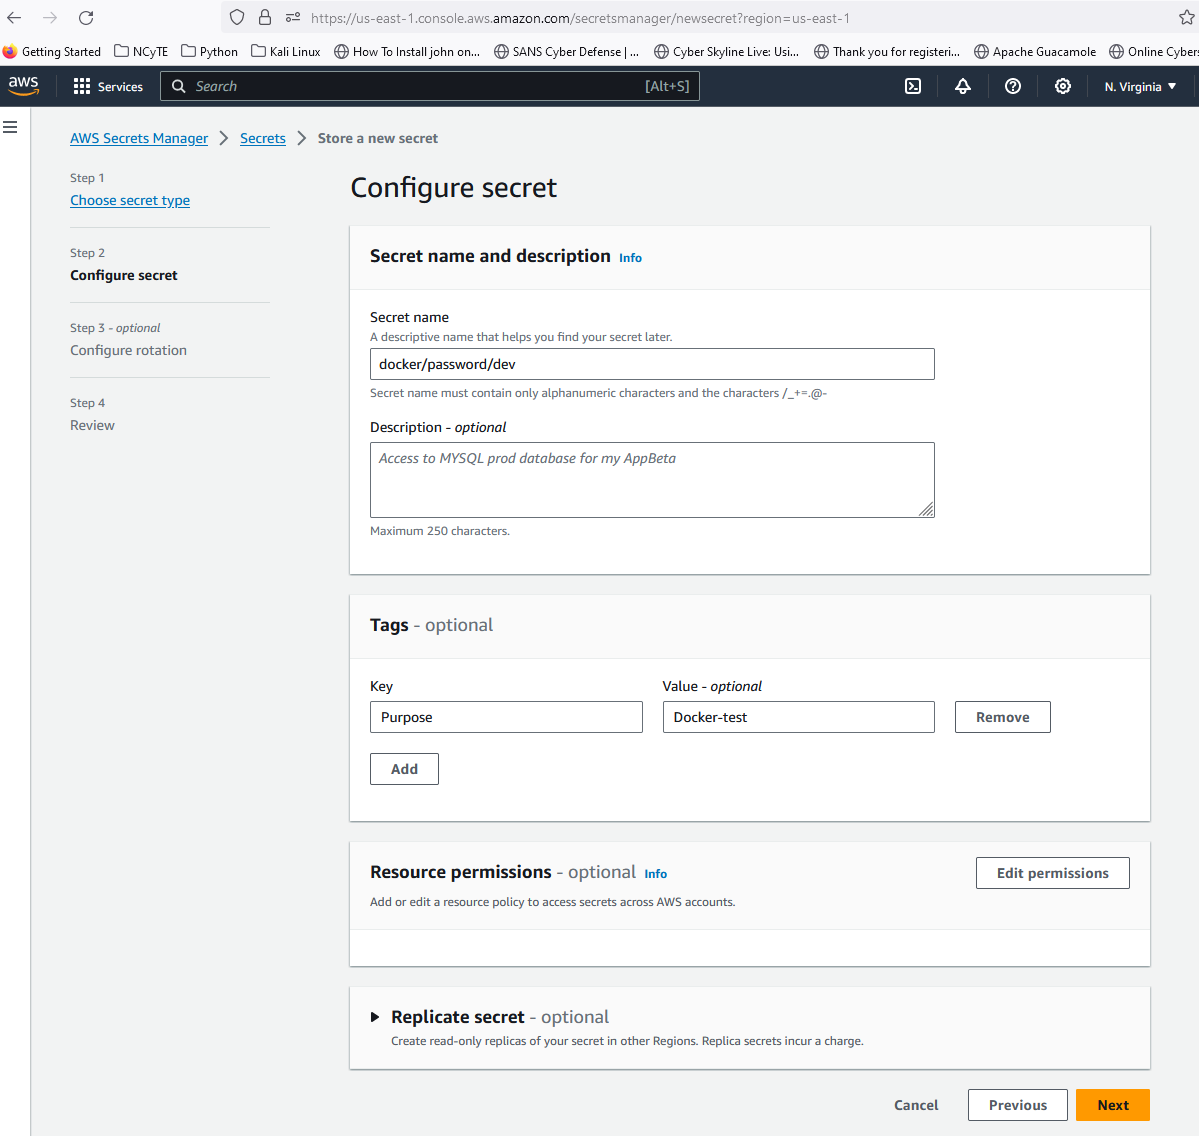 https://us-east-1.console.aws.amazon.com/secretsmanager/newsecret?region=us-east-1
Getting Started NCyTE Python Kali Linux How To Install john on... SANS Cyber Defense | ... Cyber Skyline Live: Usi... Thank you for registeri... Apache Guacamole Online Cybers
aws Services Search [Alt+S] N. Virginia
AWS Secrets Manager Secrets Store a new secret
Step 1
Choose secret type
Step 2
Configure secret
Step 3 - optional
Configure rotation
Step 4
Review
Configure secret
Secret name and description Info
Secret name
A descriptive name that helps you find your secret later.
docker/password/dev
Secret name must contain only alphanumeric characters and the characters /_+=.@-
Description - optional
Access to MYSQL prod database for my AppBeta
Maximum 250 characters.
Tags - optional
Key Value - optional
Purpose Docker-test Remove
Add
Resource permissions - optional Info Edit permissions
Add or edit a resource policy to access secrets across AWS accounts.
Replicate secret - optional
Create read-only replicas of your secret in other Regions. Replica secrets incur a charge.
Cancel Previous Next